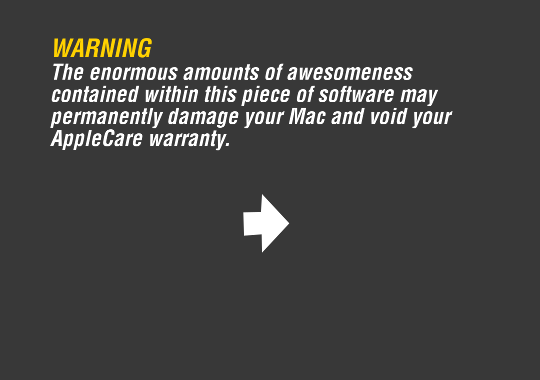 WARNING
The enormous amounts of awesomeness
contained within this piece of software may
permanently damage your Mac and void your
AppleCare warranty.